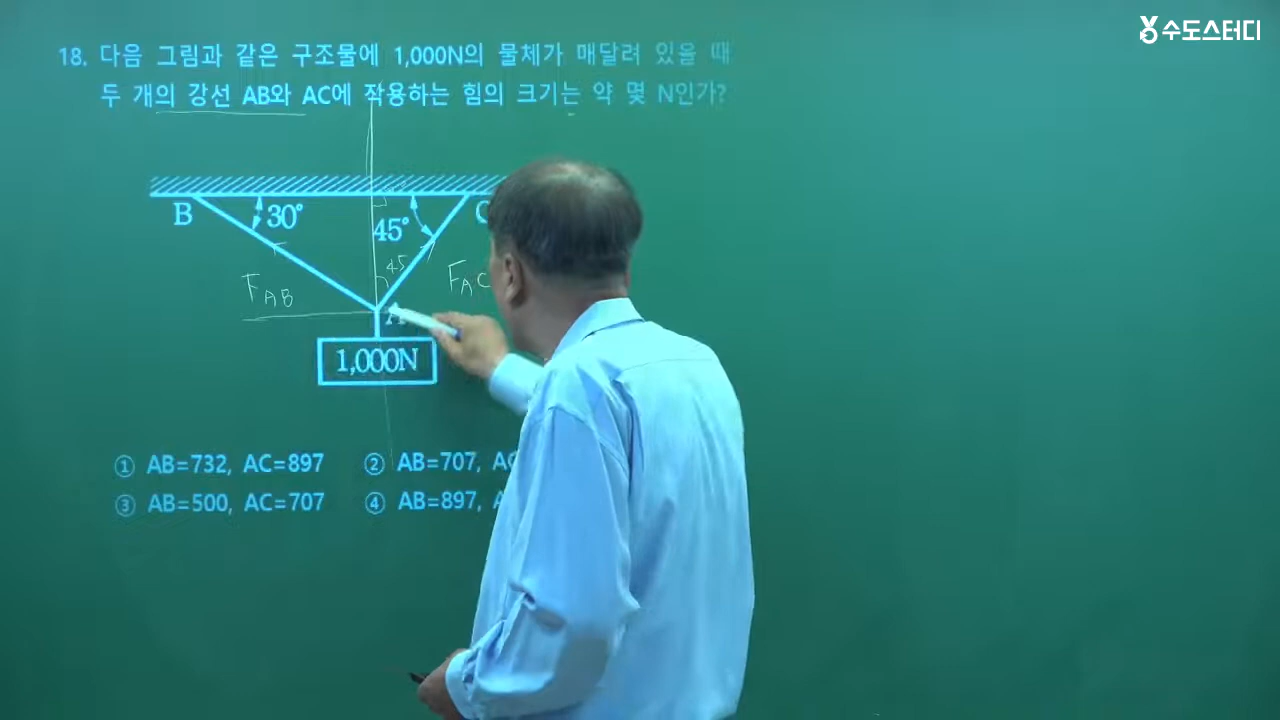 수도스터디
18. 다음 그림과 같은 구조물에 1,000N의 물체가 매달려 있을 때
두 개의 강선 AB와 AC에 작용하는 힘의 크기는 약 몇 N인가?
B 30° 45° C
45
F_AB F_AC
A
1,000N
① AB=732, AC=897 ② AB=707,
③ AB=500, AC=707 ④ AB=897,